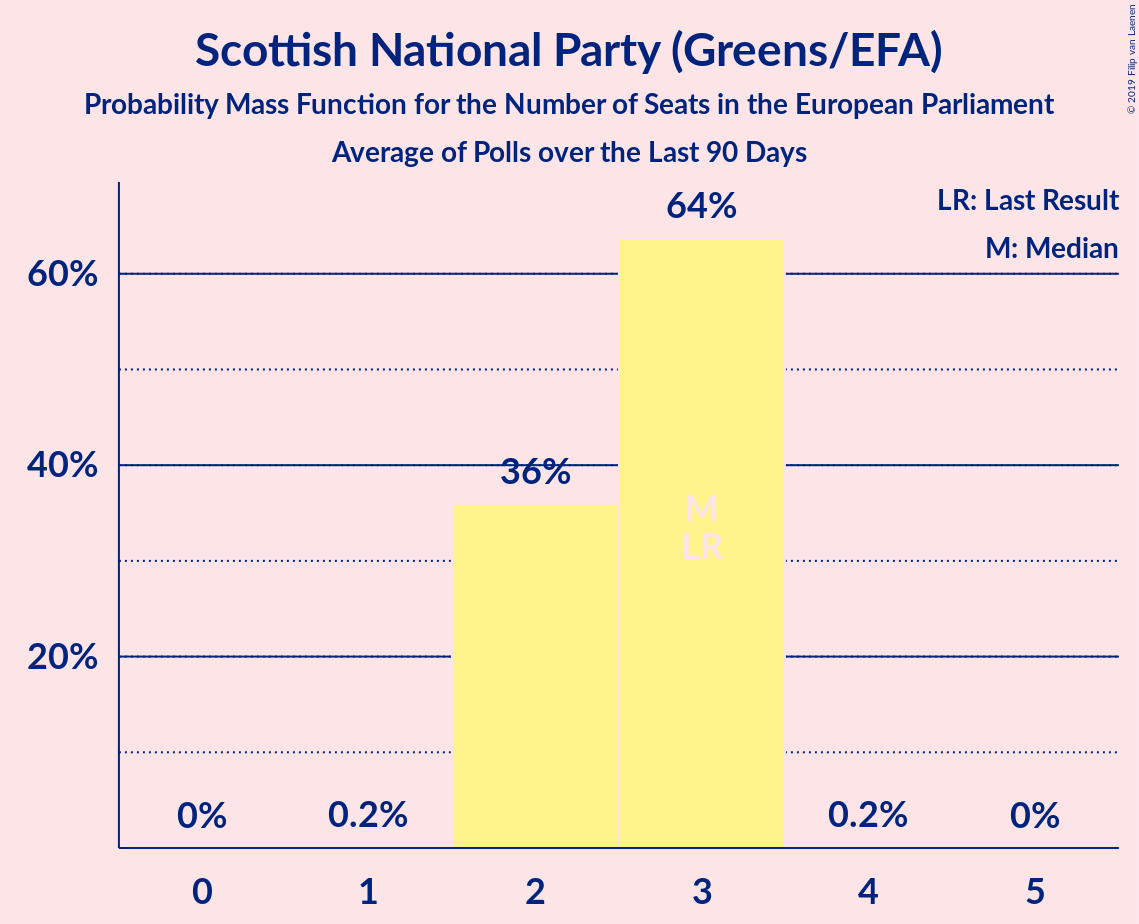 Scottish National Party (Greens/EFA)
Probability Mass Function for the Number of Seats in the European Parliament
Average of Polls over the Last 90 Days
© 2019 Filip van Laenen
LR: Last Result
M: Median
64%
60%
40%
36%
M
LR
20%
0%
0.2%
0.2%
0%
0
1
2
3
4
5